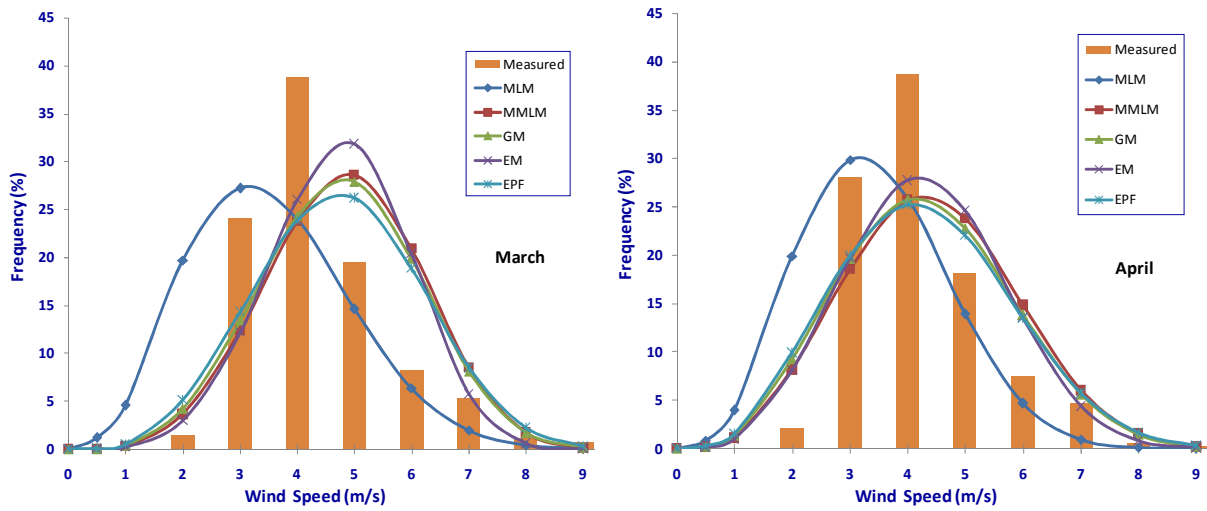 45
40
35
30
25
20
15
10
5
0
Frequency (%)
0 1 2 3 4 5 6 7 8 9
Wind Speed (m/s)
Measured
MLM
MMLM
GM
EM
EPF
March
45
40
35
30
25
20
15
10
5
0
Frequency (%)
0 1 2 3 4 5 6 7 8 9
Wind Speed (m/s)
Measured
MLM
MMLM
GM
EM
EPF
April